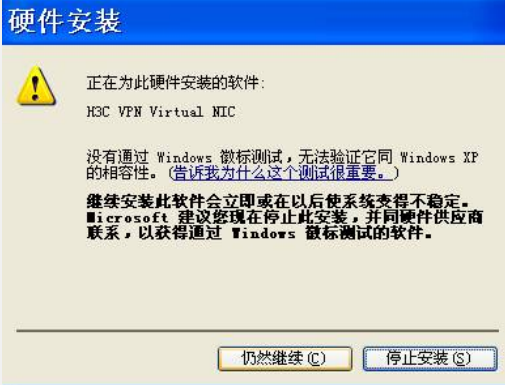 硬件安装
正在为此硬件安装的软件:
H3C VPN Virtual NIC
没有通过 Windows 徽标测试，无法验证它同 Windows XP
的相容性。(告诉我为什么这个测试很重要。)
继续安装此软件会立即或在以后使系统变得不稳定。
Microsoft 建议您现在停止此安装，并同硬件供应商
联系，以获得通过 Windows 徽标测试的软件。
仍然继续(C)
停止安装(S)